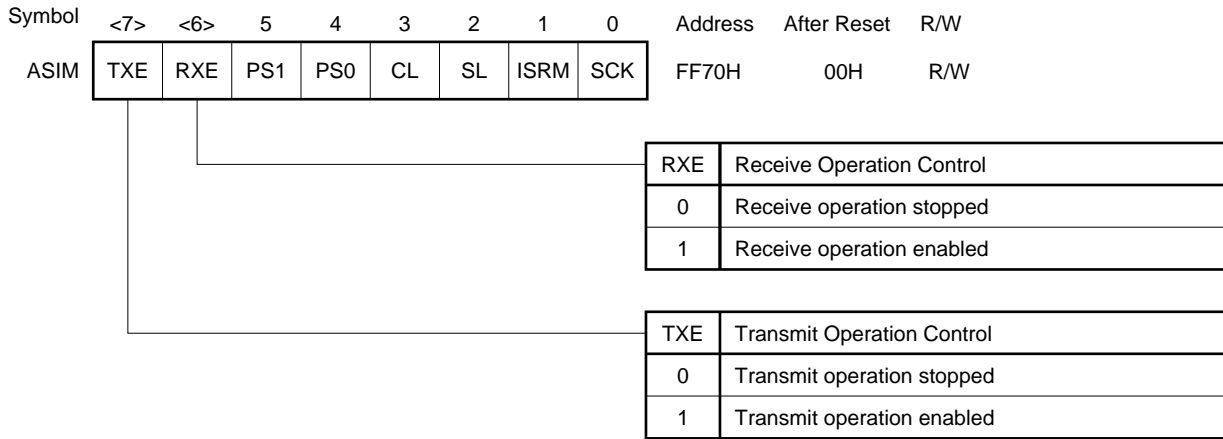 Symbol <7> <6> 5 4 3 2 1 0 Address After Reset R/W
ASIM TXE RXE PS1 PS0 CL SL ISRM SCK FF70H 00H R/W
RXE Receive Operation Control
0 Receive operation stopped
1 Receive operation enabled
TXE Transmit Operation Control
0 Transmit operation stopped
1 Transmit operation enabled